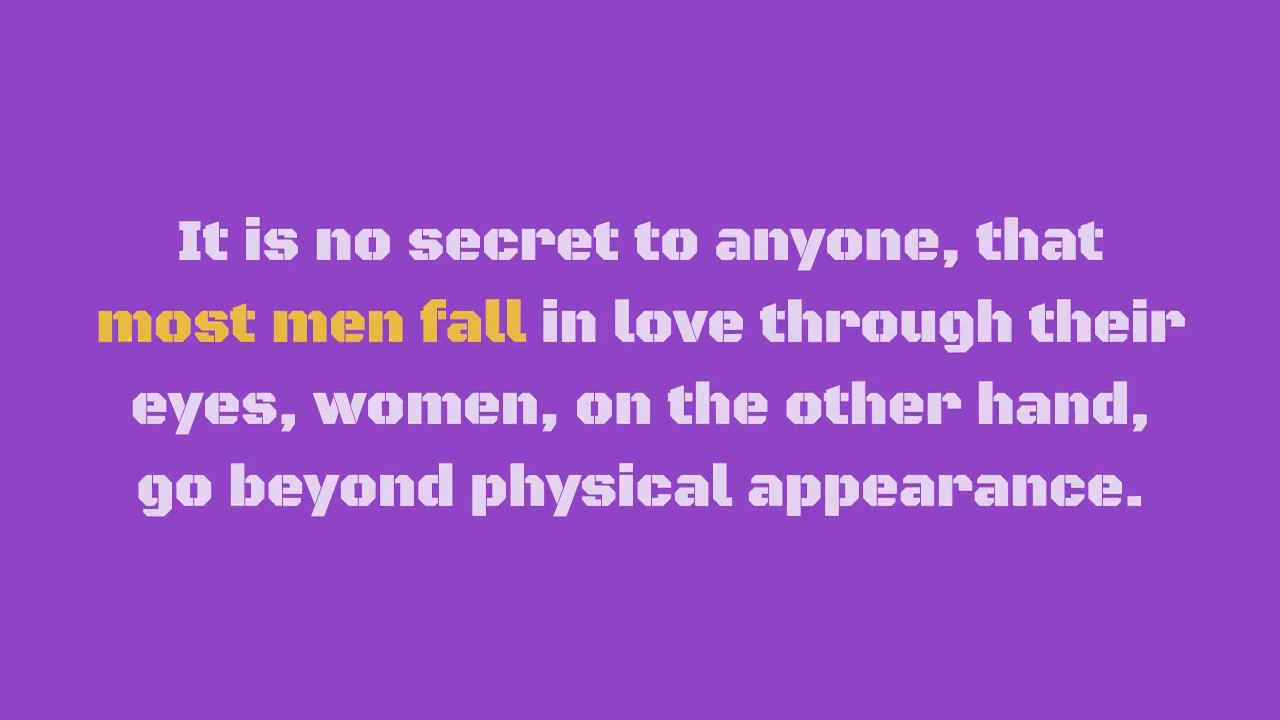 It is no secret to anyone, that
most men fall in love through their
eyes, women, on the other hand,
go beyond physical appearance.